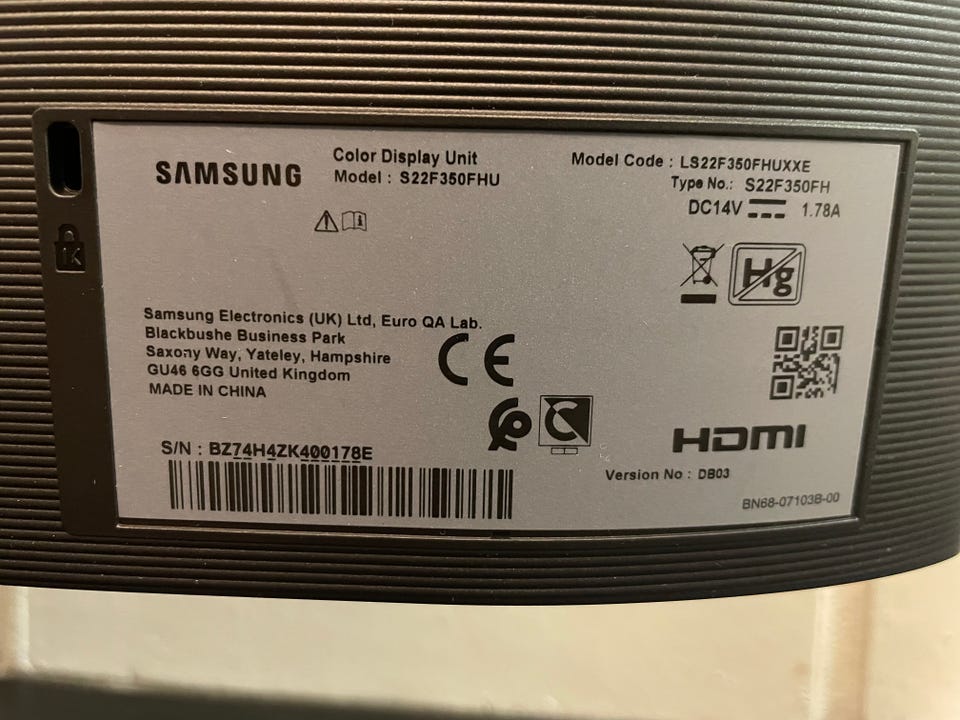 SAMSUNG
Color Display Unit
Model : S22F350FHU
Model Code : LS22F350FHUXXE
Type No.: S22F350FH
DC14V 1.78A
Hg
Samsung Electronics (UK) Ltd, Euro QA Lab.
Blackbushe Business Park
Saxony Way, Yateley, Hampshire
GU46 6GG United Kingdom
MADE IN CHINA
CE
S/N : BZ74H4ZK400178E
HDMI
Version No : DB03
BN68-07103B-00
K